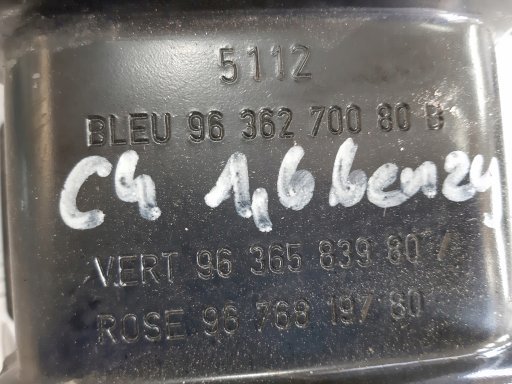 5112
BLEU 96 362 700 80 B
C4 1,6 benzy
VERT 96 365 839 80
ROSE 96 768 197 80